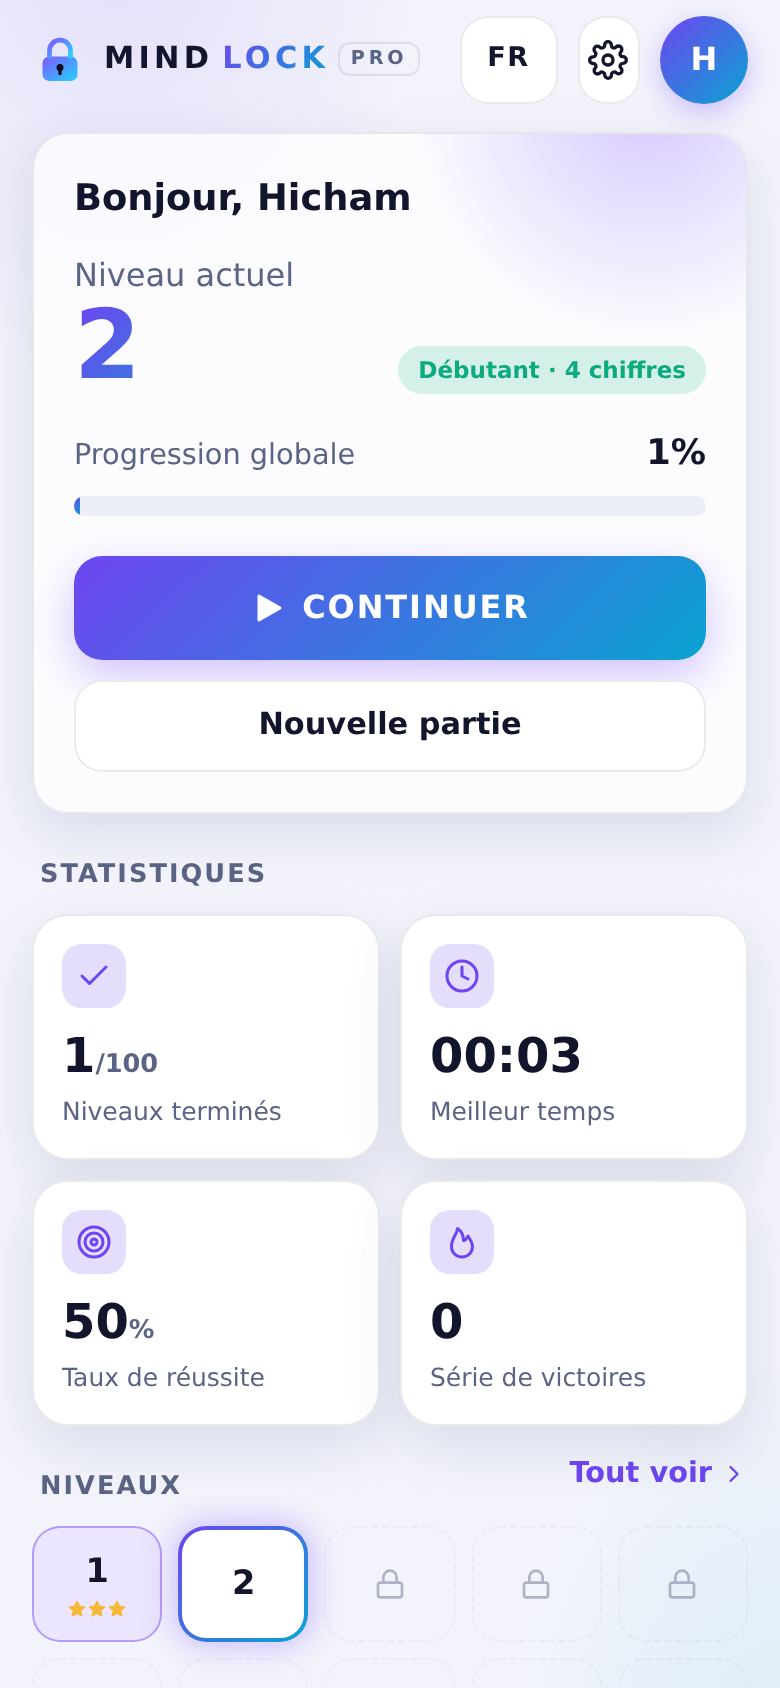 MIND LOCK PRO
FR
H
Bonjour, Hicham
Niveau actuel
2
Débutant · 4 chiffres
Progression globale
1%
CONTINUER
Nouvelle partie
STATISTIQUES
1/100
Niveaux terminés
00:03
Meilleur temps
50%
Taux de réussite
0
Série de victoires
NIVEAUX
Tout voir
1
2